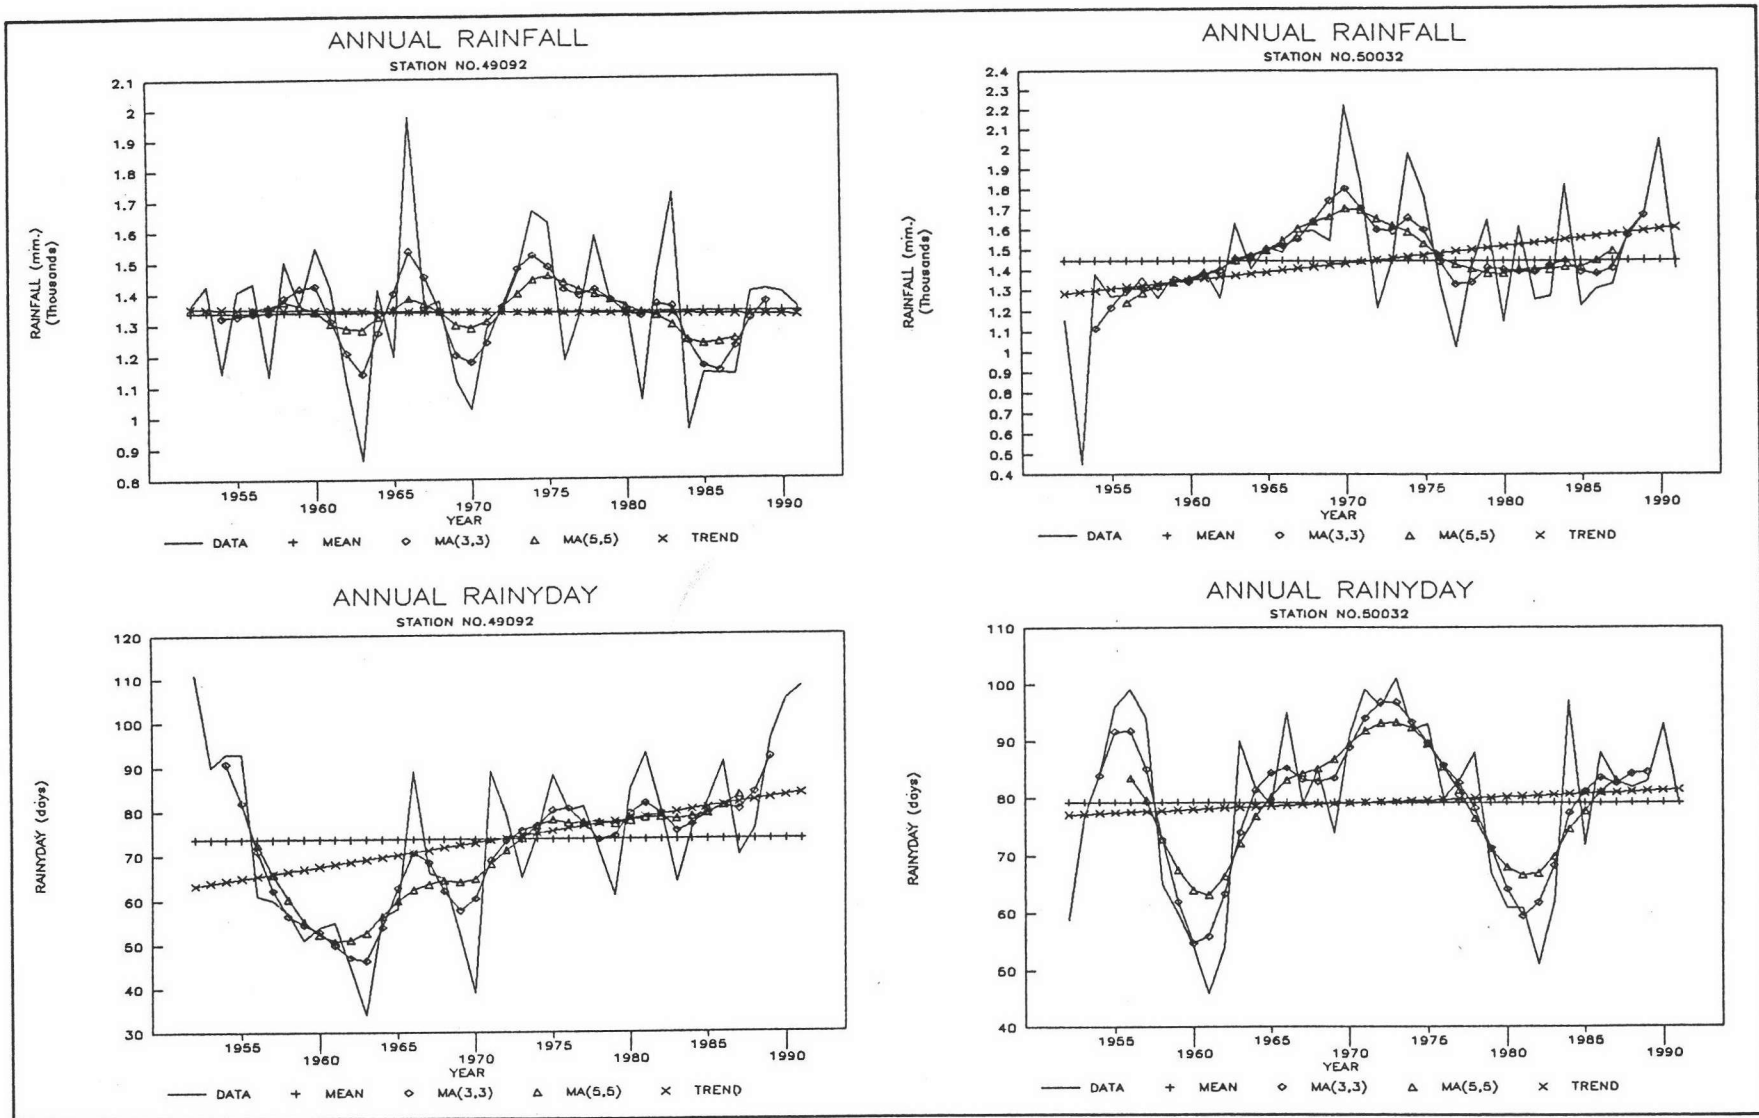 ANNUAL RAINFALL
STATION NO.49092
2.1
2
1.9
1.8
1.7
1.6
1.5
1.4
1.3
1.2
1.1
1
0.9
0.8
RAINFALL (mm.)
(Thousands)
1955 1965 1975 1985
1960 1970 1980 1990
YEAR
DATA MEAN MA(3,3) MA(5,5) TREND
ANNUAL RAINFALL
STATION NO.50032
2.4
2.3
2.2
2.1
2
1.9
1.8
1.7
1.6
1.5
1.4
1.3
1.2
1.1
1
0.9
0.8
0.7
0.6
0.5
0.4
RAINFALL (mm.)
(Thousands)
1955 1965 1975 1985
1960 1970 1980 1990
YEAR
DATA MEAN MA(3,3) MA(5,5) TREND
ANNUAL RAINYDAY
STATION NO.49092
120
110
100
90
80
70
60
50
40
30
RAINYDAY (days)
1955 1965 1975 1985
1960 1970 1980 1990
YEAR
DATA MEAN MA(3,3) MA(5,5) TREND
ANNUAL RAINYDAY
STATION NO.50032
110
100
90
80
70
60
50
40
RAINYDAY (days)
1955 1965 1975 1985
1960 1970 1980 1990
YEAR
DATA MEAN MA(3,3) MA(5,5) TREND